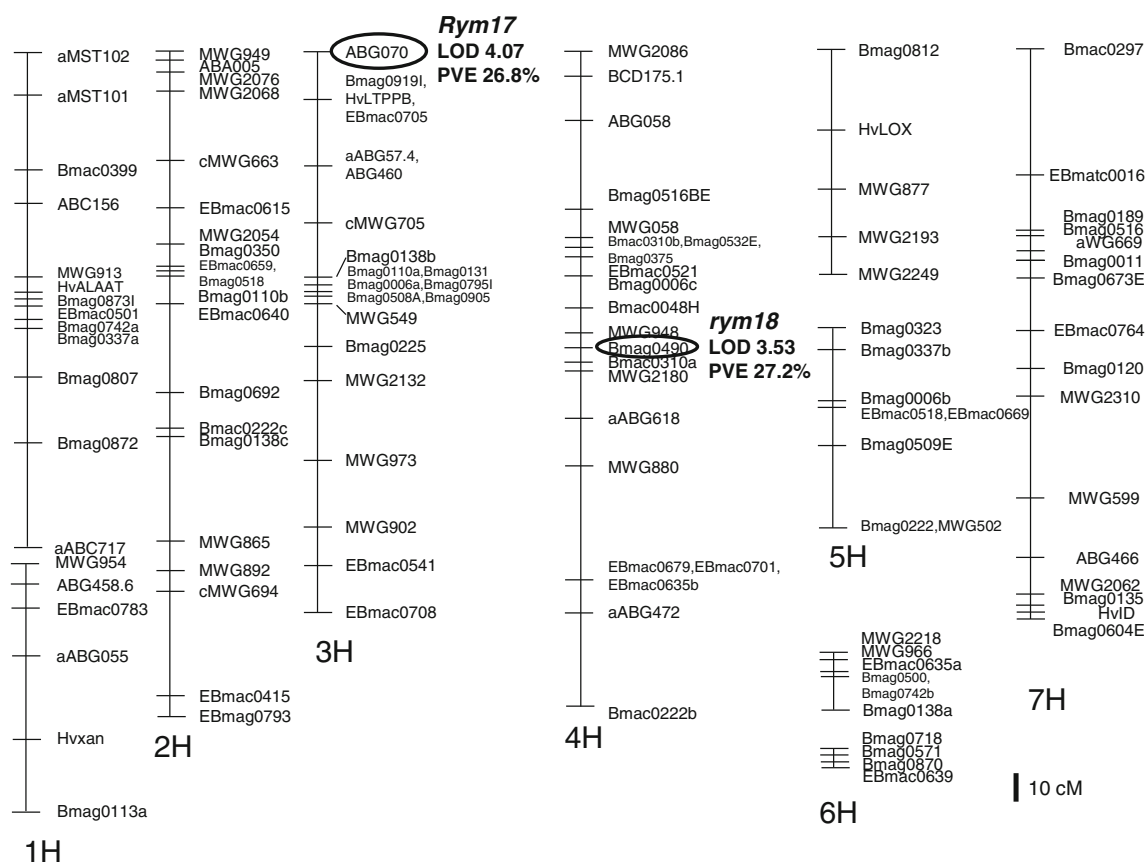 aMST102
aMST101
Bmac0399
ABC156
MWG913
HvALAAT
Bmag0873I
EBmac0501
Bmag0742a
Bmag0337a
Bmag0807
Bmag0872
aABC717
MWG954
ABG458.6
EBmac0783
aABG055
Hvxan
Bmag0113a
1H
MWG949
ABA005
MWG2076
MWG2068
cMWG663
EBmac0615
MWG2054
Bmag0350
EBmac0659,
Bmag0518
Bmag0110b
EBmac0640
Bmag0692
Bmac0222c
Bmag0138c
MWG865
MWG892
cMWG694
EBmac0415
EBmag0793
2H
Rym17
LOD 4.07
PVE 26.8%
ABG070
Bmag0919I,
HvLTPPB,
EBmac0705
aABG57.4,
ABG460
cMWG705
Bmag0138b
Bmag0110a,Bmag0131
Bmag0006a,Bmag0795I
Bmag0508A,Bmag0905
MWG549
Bmag0225
MWG2132
MWG973
MWG902
EBmac0541
EBmac0708
3H
MWG2086
BCD175.1
ABG058
Bmag0516BE
MWG058
Bmac0310b,Bmag0532E,
Bmag0375
EBmac0521
Bmag0006c
Bmac0048H
MWG948
Bmag0490
Bmac0310a
MWG2180
rym18
LOD 3.53
PVE 27.2%
aABG618
MWG880
EBmac0679,EBmac0701,
EBmac0635b
aABG472
Bmac0222b
4H
Bmag0812
HvLOX
MWG877
MWG2193
MWG2249
Bmag0323
Bmag0337b
Bmag0006b
EBmac0518,EBmac0669
Bmag0509E
Bmag0222,MWG502
5H
MWG2218
MWG966
EBmac0635a
Bmag0500,
Bmag0742b
Bmag0138a
Bmag0718
Bmag0571
Bmag0870
EBmac0639
6H
Bmac0297
EBmatc0016
Bmag0189
Bmag0516
aWG669
Bmag0011
Bmag0673E
EBmac0764
Bmag0120
MWG2310
MWG599
ABG466
MWG2062
Bmag0135
HvID
Bmag0604E
7H
10 cM